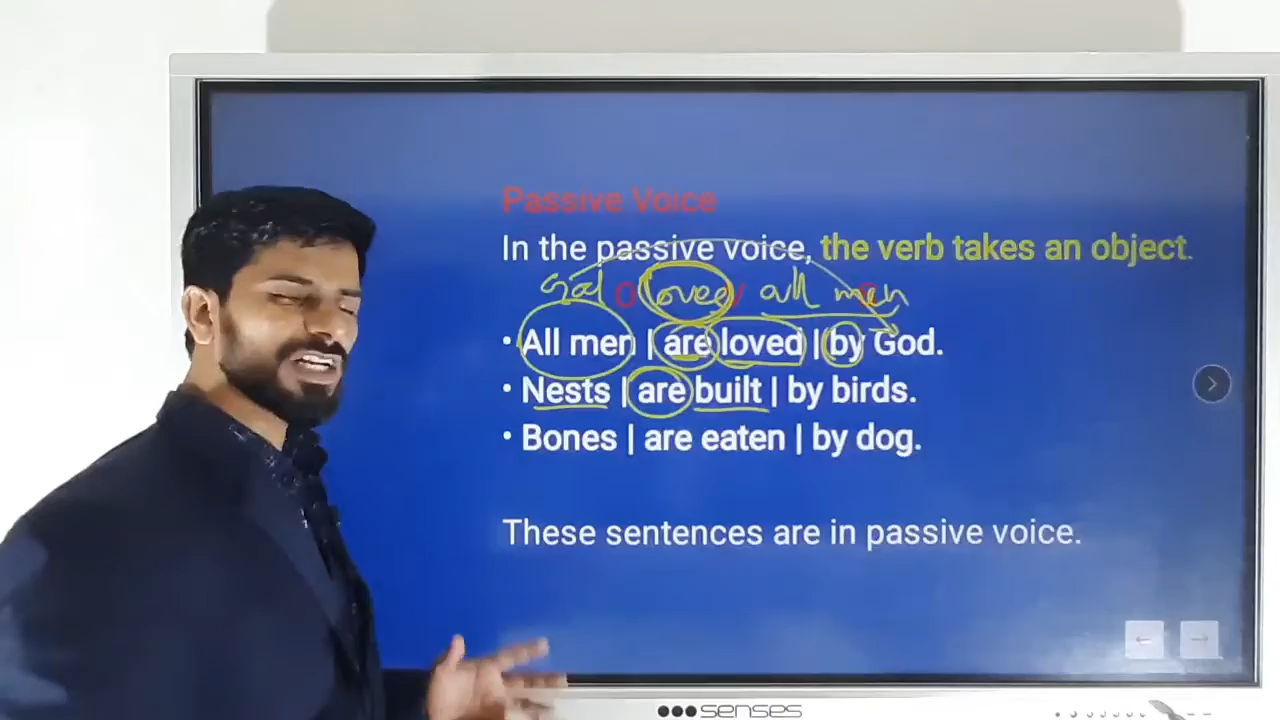 Passive Voice
In the passive voice, the verb takes an object.
God loves all men
O V S
• All men | are loved | by God.
• Nests | are built | by birds.
• Bones | are eaten | by dog.
These sentences are in passive voice.
senses